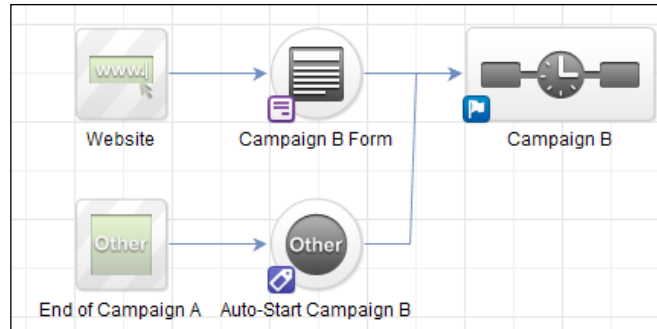 www.
Website
Campaign B Form
Campaign B
Other
Other
End of Campaign A
Auto-Start Campaign B